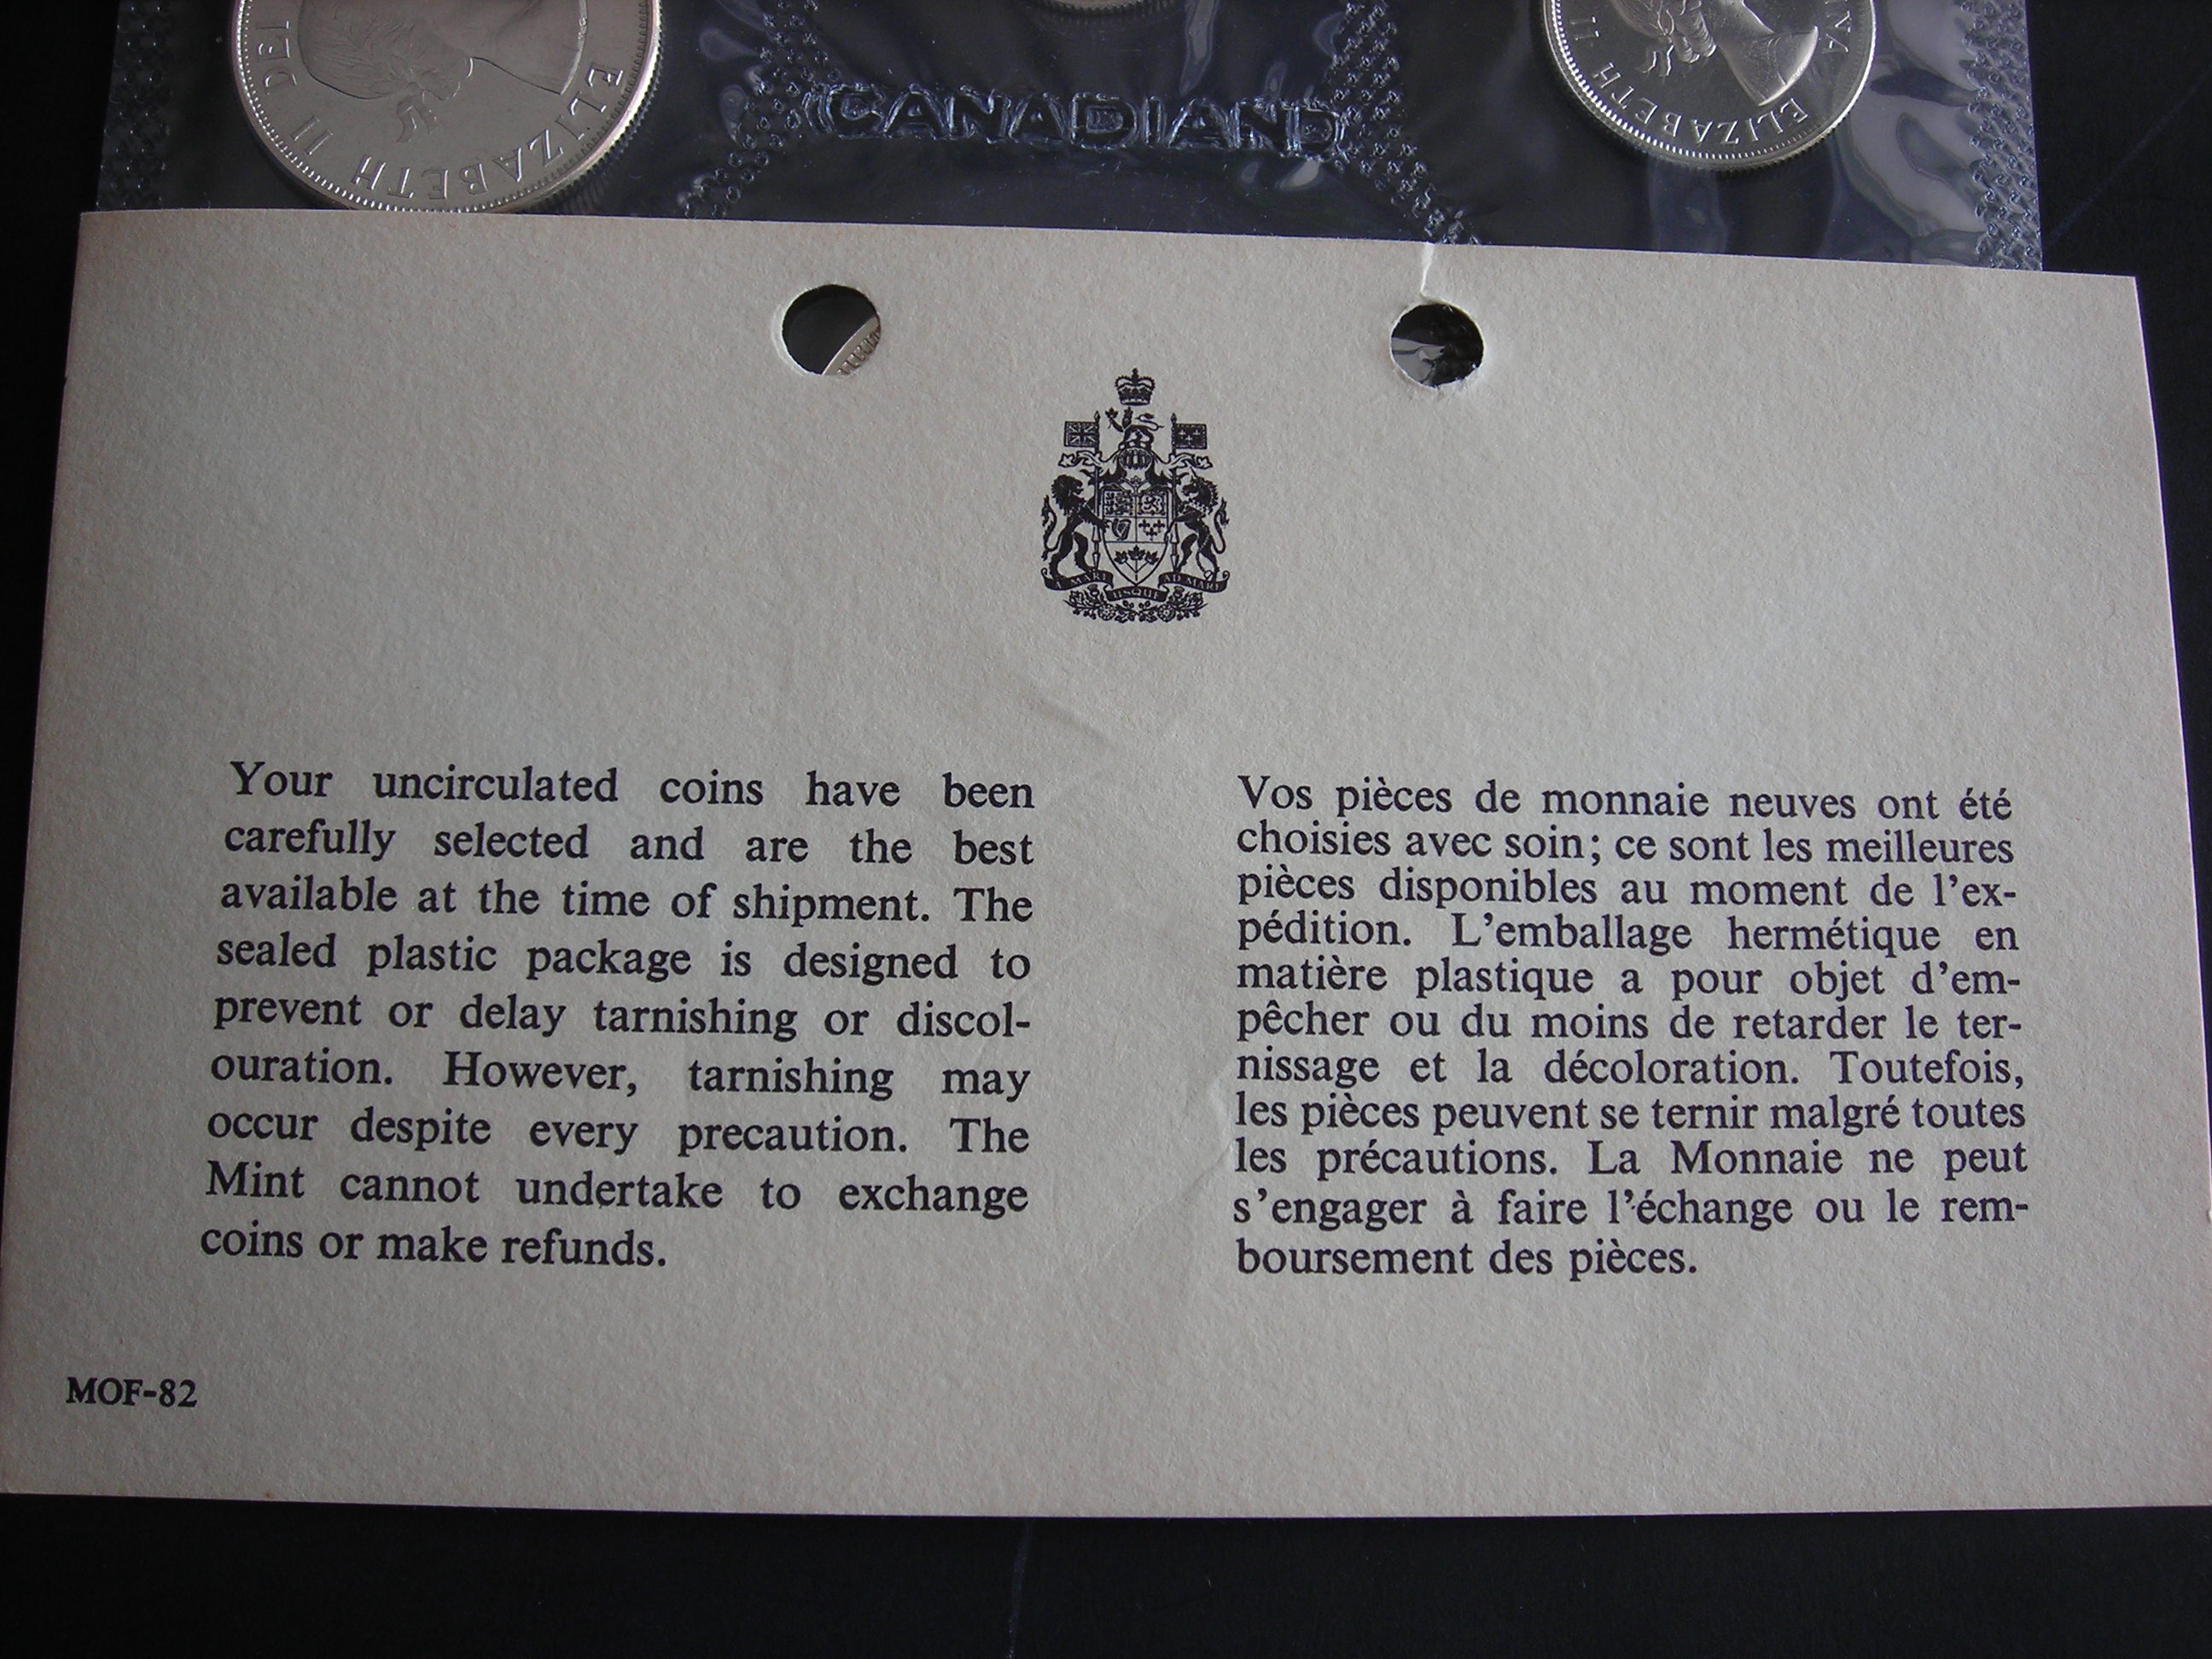 DEI
ELIZABETH II
CANADIAN
ELIZABETH II
A MARI
USQUE
AD MARE
Your uncirculated coins have been
carefully selected and are the best
available at the time of shipment. The
sealed plastic package is designed to
prevent or delay tarnishing or discol-
ouration. However, tarnishing may
occur despite every precaution. The
Mint cannot undertake to exchange
coins or make refunds.
Vos pièces de monnaie neuves ont été
choisies avec soin; ce sont les meilleures
pièces disponibles au moment de l'ex-
pédition. L'emballage hermétique en
matière plastique a pour objet d'em-
pêcher ou du moins de retarder le ter-
nissage et la décoloration. Toutefois,
les pièces peuvent se ternir malgré toutes
les précautions. La Monnaie ne peut
s'engager à faire l'échange ou le rem-
boursement des pièces.
MOF-82